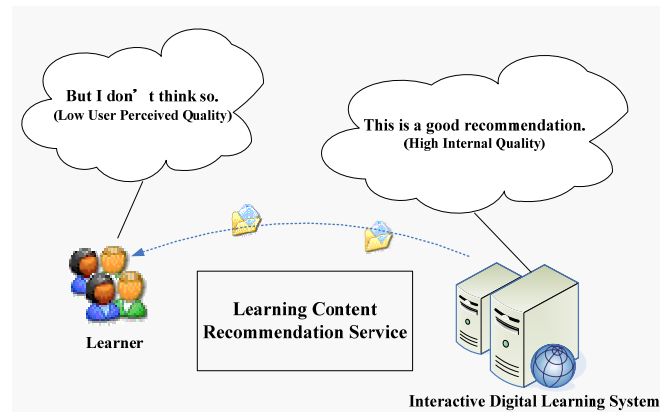 But I don’t think so.
(Low User Perceived Quality)
This is a good recommendation.
(High Internal Quality)
Learning Content
Recommendation Service
Learner
Interactive Digital Learning System